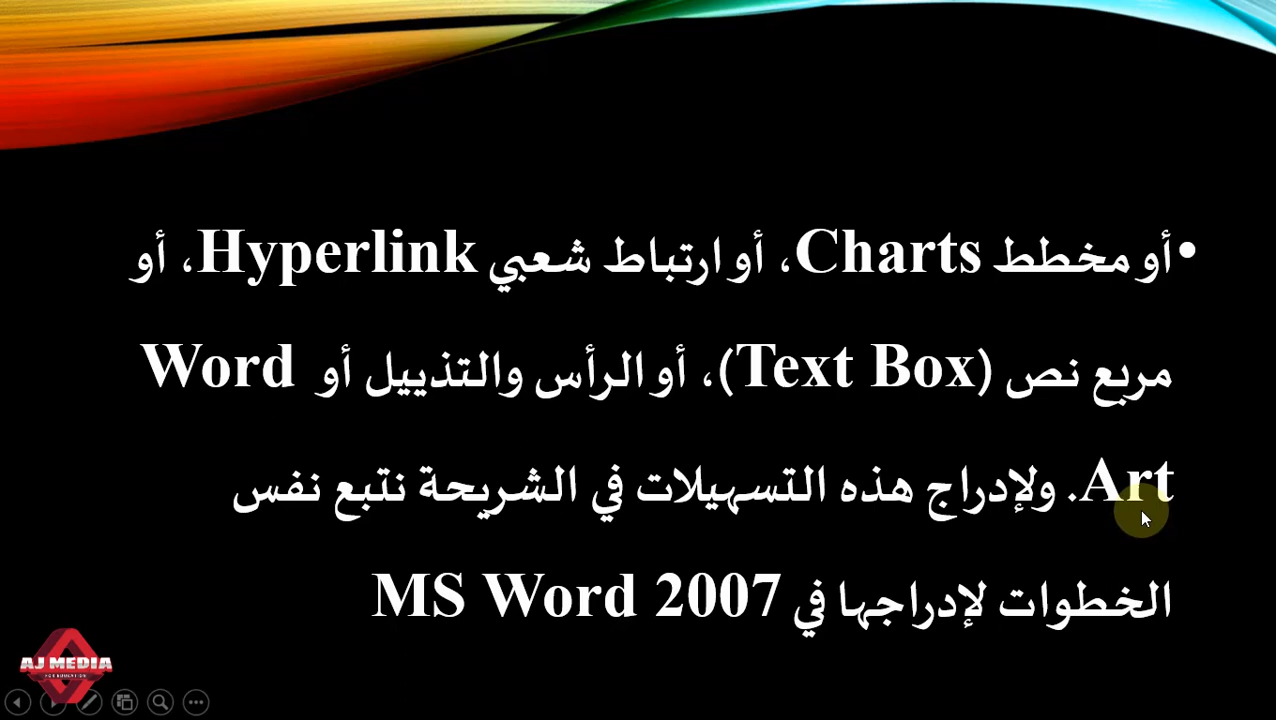 • أو مخطط Charts، أو ارتباط شعبي Hyperlink، أو
مربع نص (Text Box)، أو الرأس والتذييل أو Word
Art. ولإدراج هذه التسهيلات في الشريحة نتبع نفس
الخطوات لإدراجها في MS Word 2007
AJ MEDIA